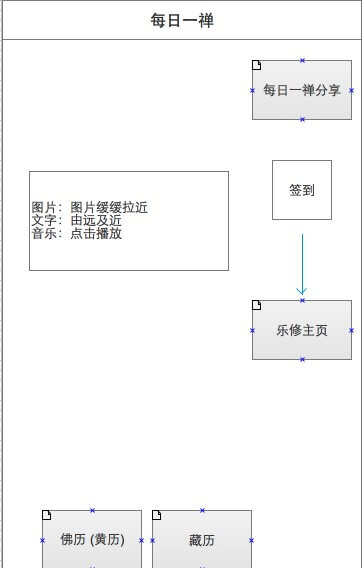 每日一禅
每日一禅分享
签到
图片：图片缓缓拉近
文字：由远及近
音乐：点击播放
乐修主页
佛历 (黄历)
藏历